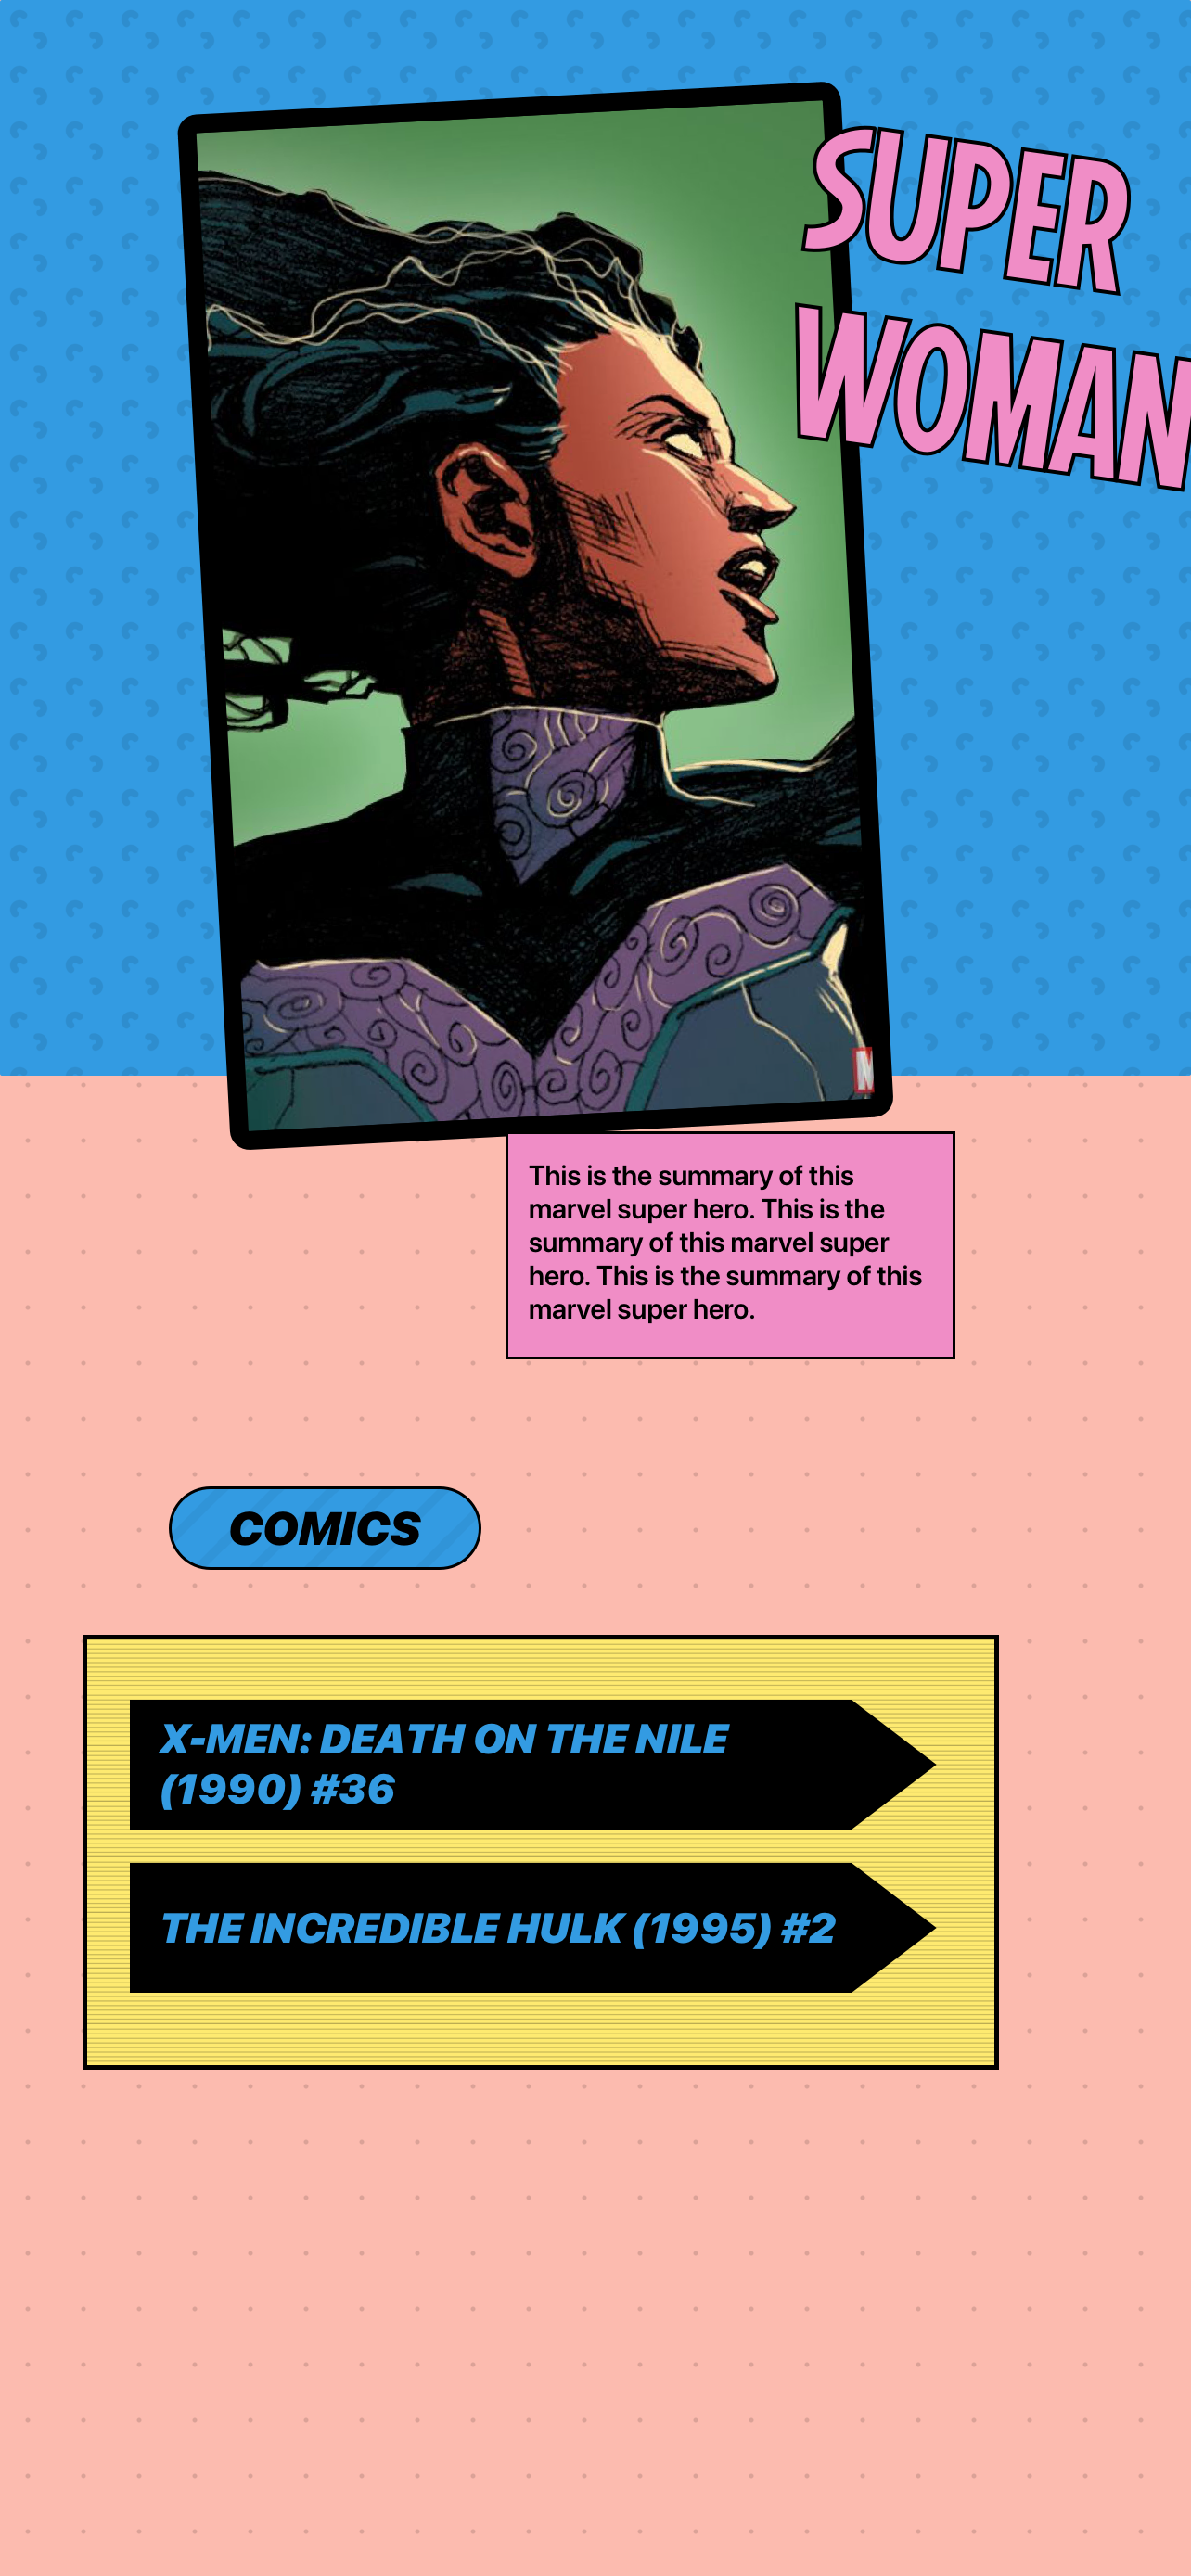 SUPER
WOMAN
This is the summary of this
marvel super hero. This is the
summary of this marvel super
hero. This is the summary of this
marvel super hero.
COMICS
X-MEN: DEATH ON THE NILE
(1990) #36
THE INCREDIBLE HULK (1995) #2